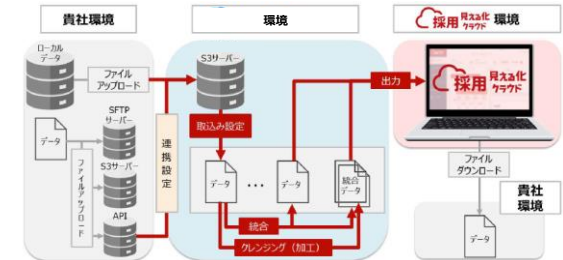 貴社環境
ローカル
データ
ファイル
アップロード
SFTP
サーバー
データ
ファイルアップロード
S3サーバー
API
連携設定
環境
S3サーバー
取込み設定
データ
…
データ
統合
データ
統合
クレンジング（加工）
出力
採用 見える化
クラウド 環境
採用 見える化
クラウド
ファイル
ダウンロード
貴社
環境
データ